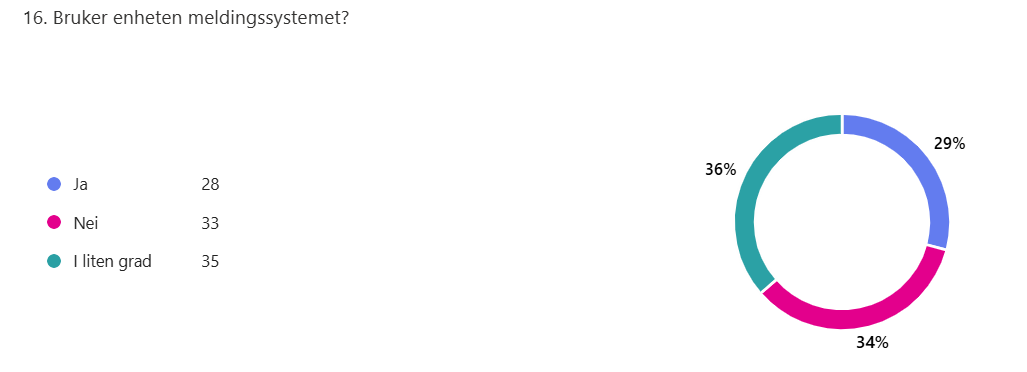 16. Bruker enheten meldingssystemet?
Ja 28
Nei 33
I liten grad 35
29%
36%
34%